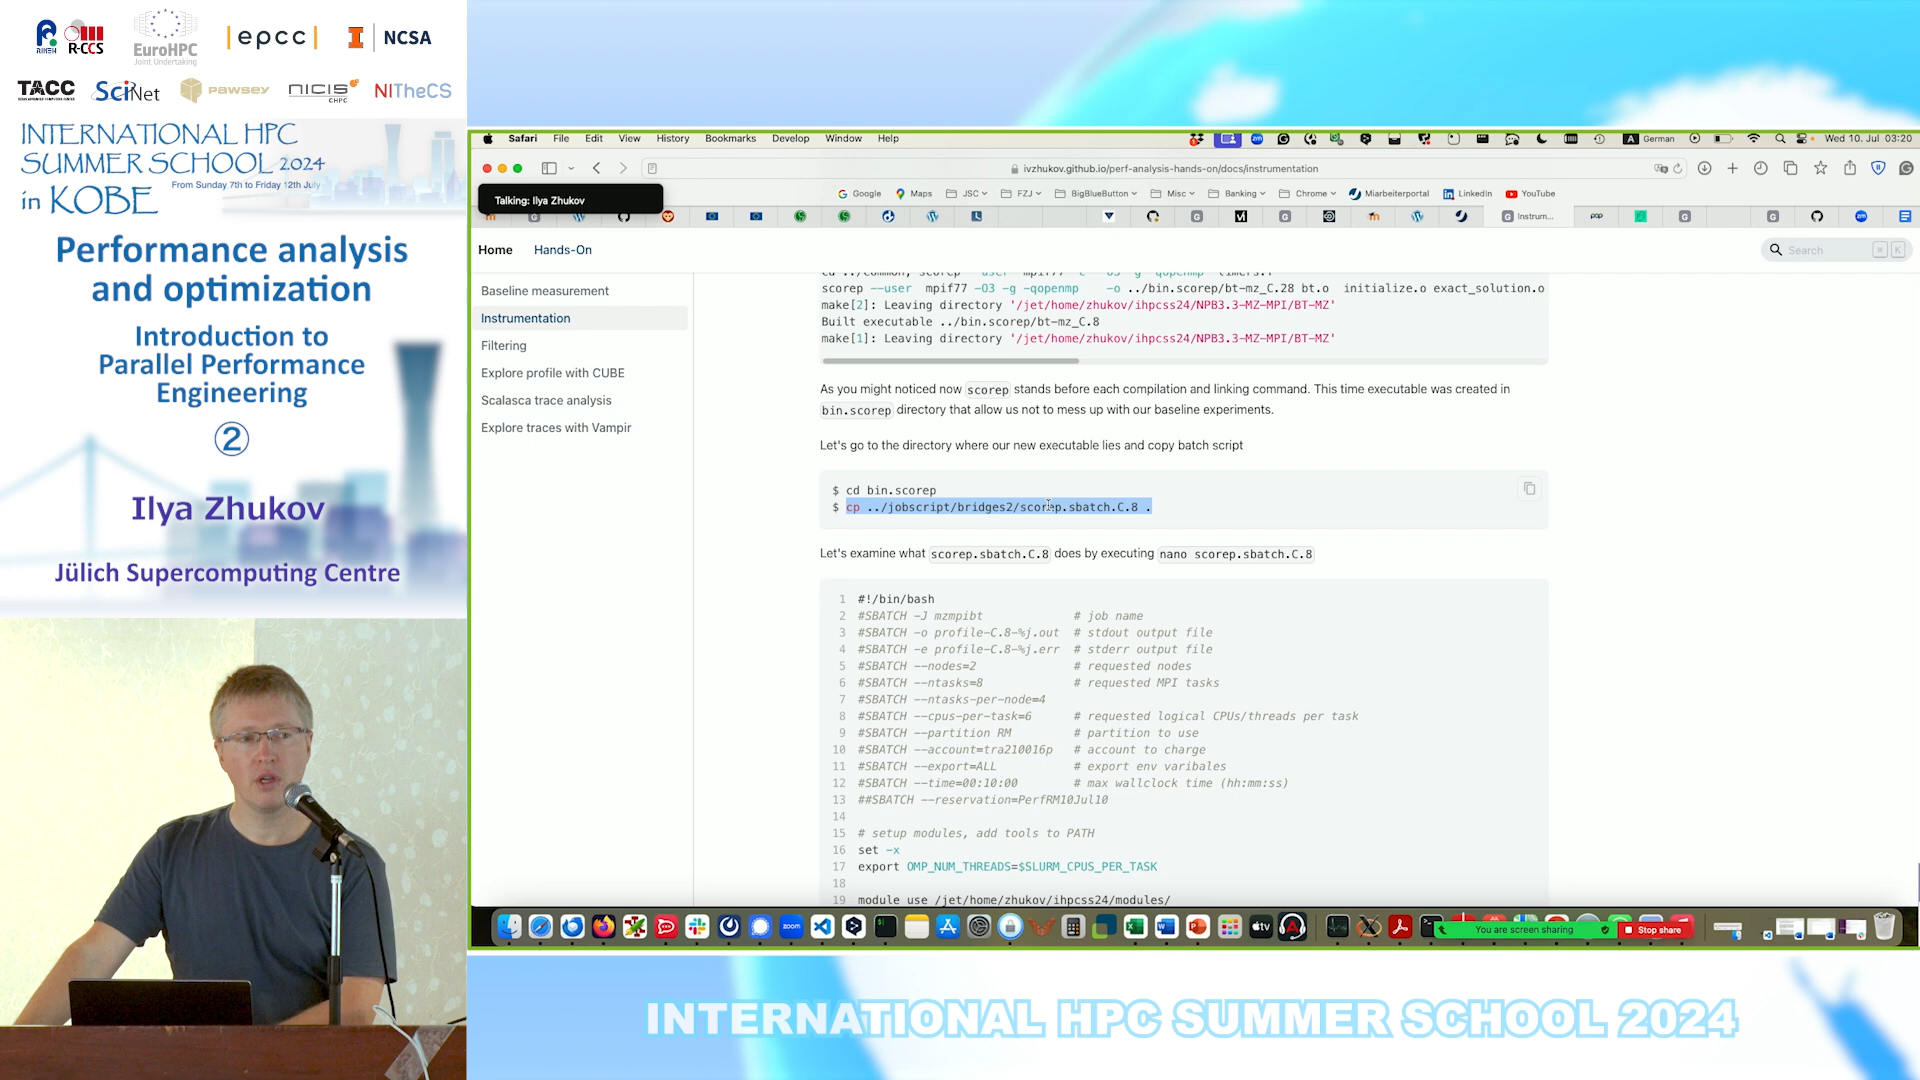 R-CCS
EuroHPC
Joint Undertaking
epcc
NCSA
TACC
SciNet
PAWSEY
NICIS
CHPC
NITheCS
INTERNATIONAL HPC
SUMMER SCHOOL 2024
in KOBE
From Sunday 7th to Friday 12th July
Performance analysis
and optimization
Introduction to
Parallel Performance
Engineering
②
Ilya Zhukov
Jülich Supercomputing Centre
Safari File Edit View History Bookmarks Develop Window Help
A German Wed 10. Jul 03:20
ivzhukov.github.io/perf-analysis-hands-on/docs/instrumentation
Talking: Ilya Zhukov
Google Maps JSC FZJ BigBlueButton Misc Banking Chrome Miarbeiterportal LinkedIn YouTube
Instrum...
Home Hands-On
Search K
Baseline measurement
Instrumentation
Filtering
Explore profile with CUBE
Scalasca trace analysis
Explore traces with Vampir
scorep --user mpif77 -O3 -g -qopenmp -o ../bin.scorep/bt-mz_C.28 bt.o initialize.o exact_solution.o
make[2]: Leaving directory '/jet/home/zhukov/ihpcss24/NPB3.3-MZ-MPI/BT-MZ'
Built executable ../bin.scorep/bt-mz_C.8
make[1]: Leaving directory '/jet/home/zhukov/ihpcss24/NPB3.3-MZ-MPI/BT-MZ'
As you might noticed now scorep stands before each compilation and linking command. This time executable was created in
bin.scorep directory that allow us not to mess up with our baseline experiments.
Let's go to the directory where our new executable lies and copy batch script
$ cd bin.scorep
$ cp ../jobscript/bridges2/scorep.sbatch.C.8 .
Let's examine what scorep.sbatch.C.8 does by executing nano scorep.sbatch.C.8
1 #!/bin/bash
2 #SBATCH -J mzmpibt # job name
3 #SBATCH -o profile-C.8-%j.out # stdout output file
4 #SBATCH -e profile-C.8-%j.err # stderr output file
5 #SBATCH --nodes=2 # requested nodes
6 #SBATCH --ntasks=8 # requested MPI tasks
7 #SBATCH --ntasks-per-node=4
8 #SBATCH --cpus-per-task=6 # requested logical CPUs/threads per task
9 #SBATCH --partition RM # partition to use
10 #SBATCH --account=tra210016p # account to charge
11 #SBATCH --export=ALL # export env varibales
12 #SBATCH --time=00:10:00 # max wallclock time (hh:mm:ss)
13 ##SBATCH --reservation=PerfRM10Jul10
14
15 # setup modules, add tools to PATH
16 set -x
17 export OMP_NUM_THREADS=$SLURM_CPUS_PER_TASK
18
19 module use /jet/home/zhukov/ihpcss24/modules/
You are screen sharing Stop share
INTERNATIONAL HPC SUMMER SCHOOL 2024